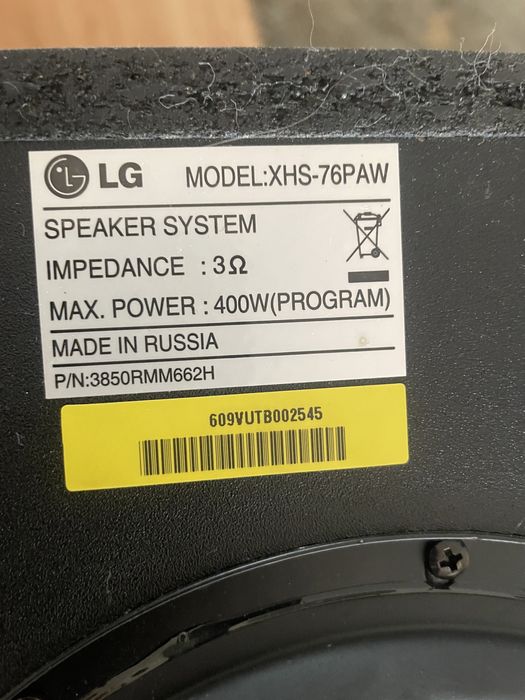 LG MODEL:XHS-76PAW
SPEAKER SYSTEM
IMPEDANCE : 3Ω
MAX. POWER : 400W(PROGRAM)
MADE IN RUSSIA
P/N:3850RMM662H
609VUTB002545